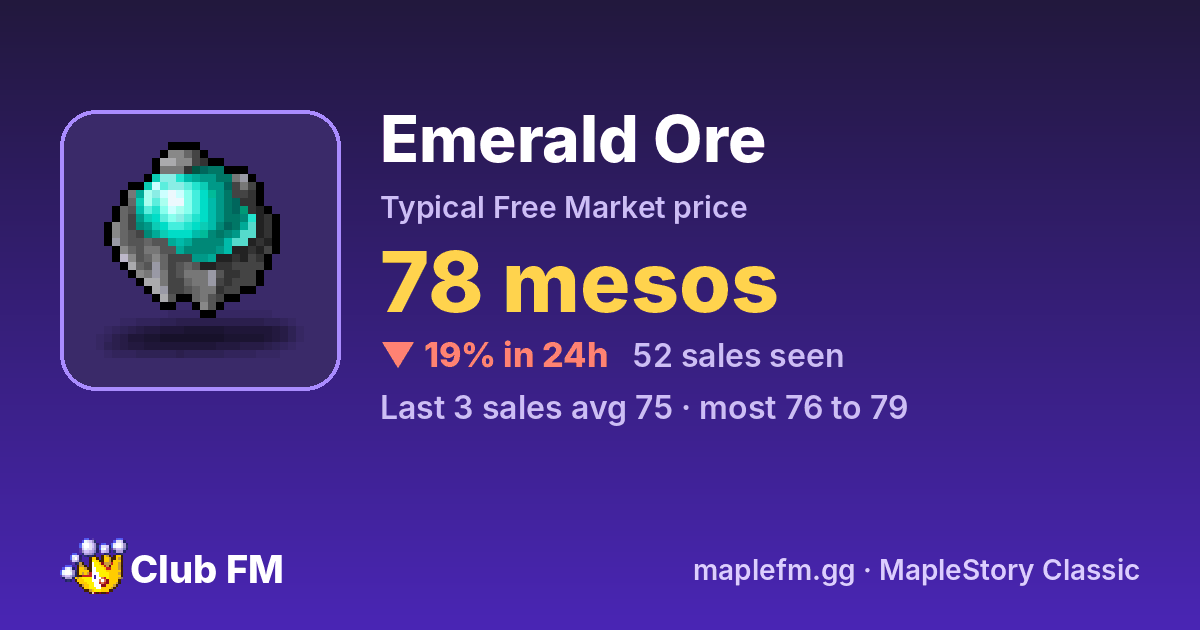 Emerald Ore
Typical Free Market price
78 mesos
▼ 19% in 24h 52 sales seen
Last 3 sales avg 75 · most 76 to 79
Club FM
maplefm.gg · MapleStory Classic